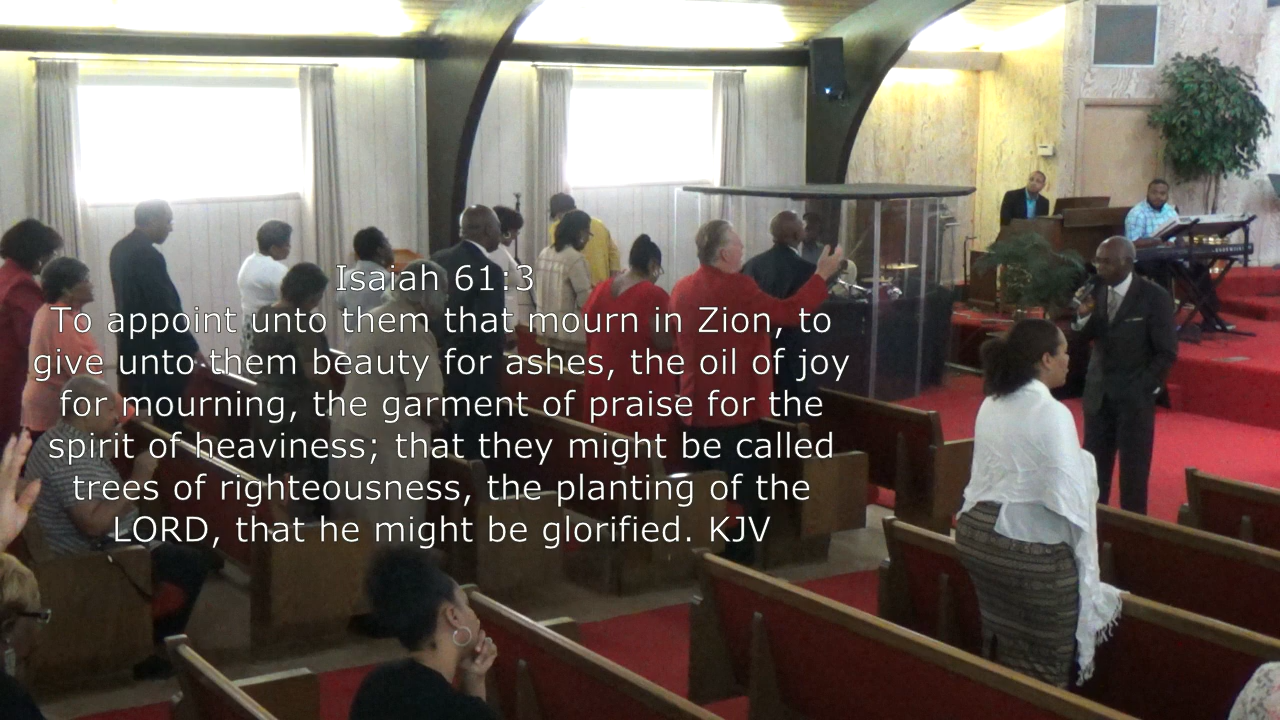 Isaiah 61:3
To appoint unto them that mourn in Zion, to
give unto them beauty for ashes, the oil of joy
for mourning, the garment of praise for the
spirit of heaviness; that they might be called
trees of righteousness, the planting of the
LORD, that he might be glorified. KJV